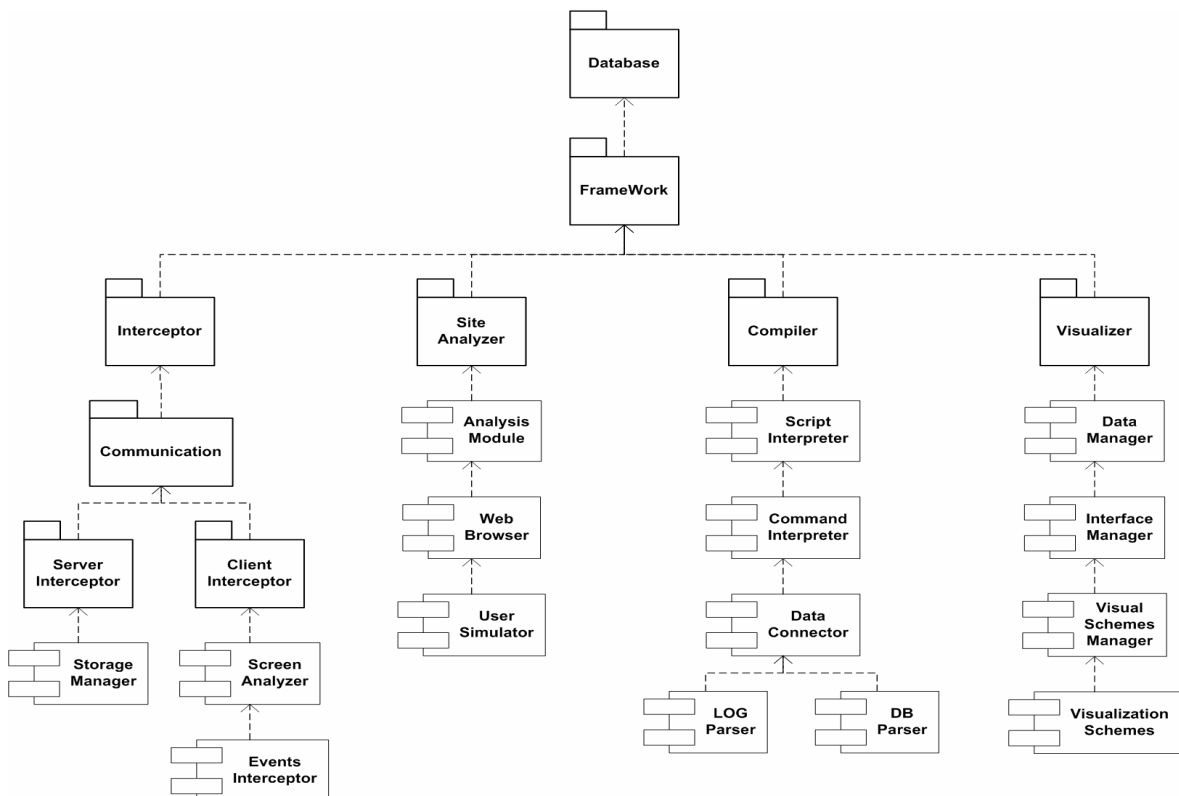 Database
FrameWork
Interceptor
Site
Analyzer
Compiler
Visualizer
Communication
Analysis
Module
Script
Interpreter
Data
Manager
Server
Interceptor
Client
Interceptor
Web
Browser
Command
Interpreter
Interface
Manager
Storage
Manager
Screen
Analyzer
User
Simulator
Data
Connector
Visual
Schemes
Manager
Events
Interceptor
LOG
Parser
DB
Parser
Visualization
Schemes